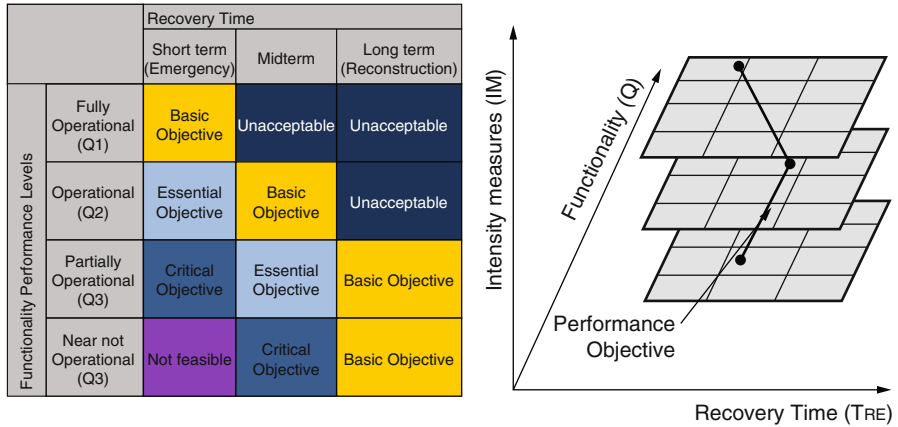 Recovery Time
Short term
(Emergency)
Midterm
Long term
(Reconstruction)
Functionality Performance Levels
Fully
Operational
(Q1)
Basic
Objective
Unacceptable
Unacceptable
Operational
(Q2)
Essential
Objective
Basic
Objective
Unacceptable
Partially
Operational
(Q3)
Critical
Objective
Essential
Objective
Basic Objective
Near not
Operational
(Q3)
Not feasible
Critical
Objective
Basic Objective
Intensity measures (IM)
Functionality (Q)
Performance
Objective
Recovery Time (TRE)